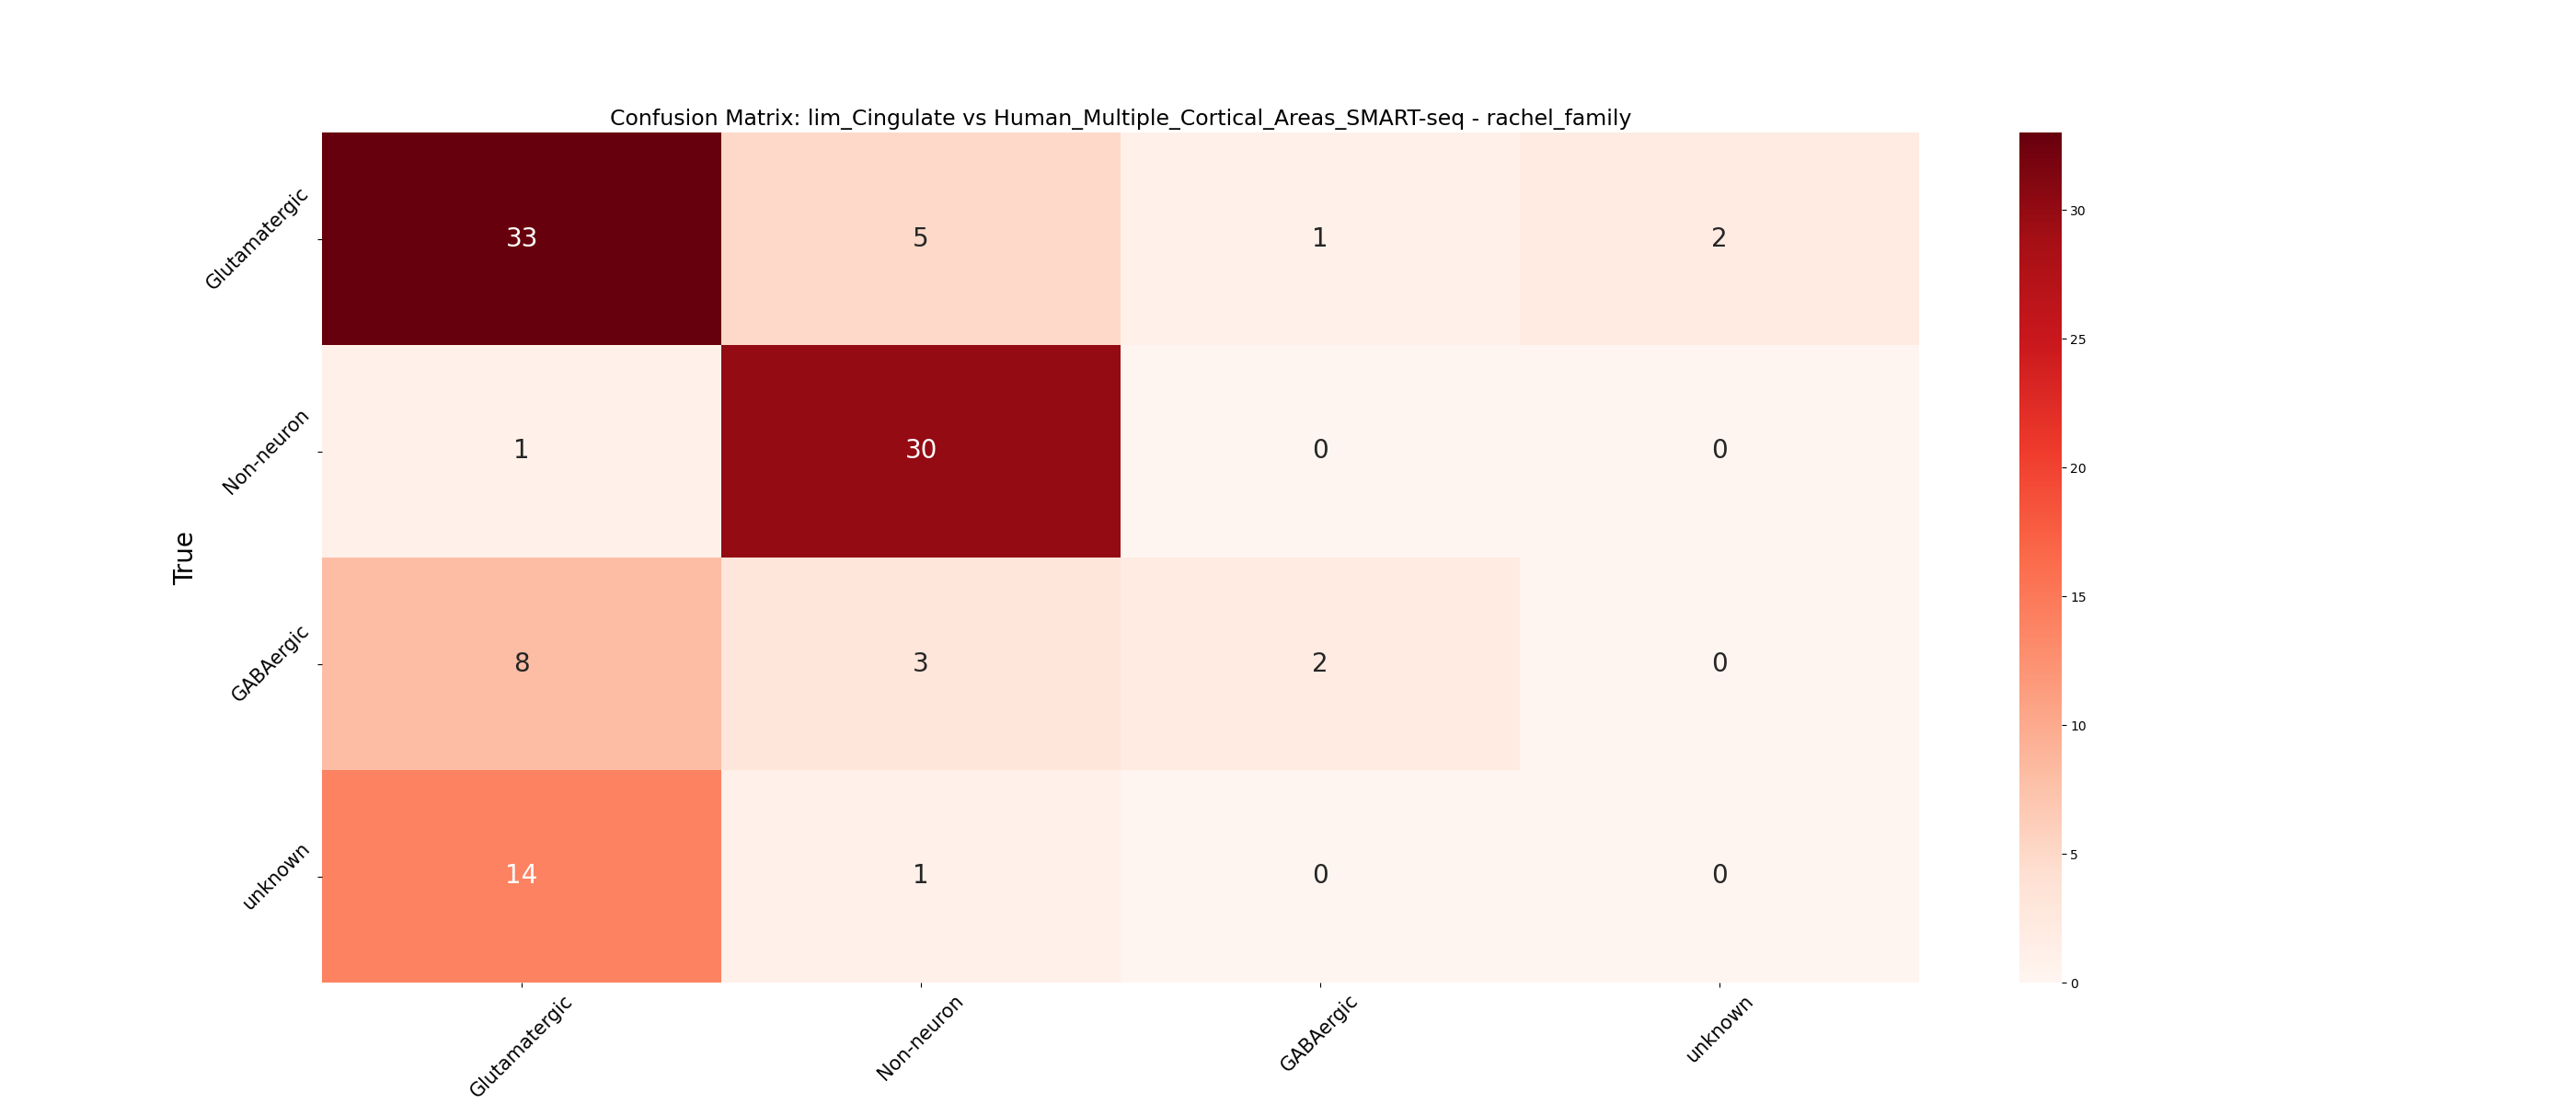 Confusion Matrix: lim_Cingulate vs Human_Multiple_Cortical_Areas_SMART-seq - rachel_family
True
Glutamatergic
33 5 1 2
Non-neuron
1 30 0 0
GABAergic
8 3 2 0
unknown
14 1 0 0
Glutamatergic Non-neuron GABAergic unknown
30
25
20
15
10
5
0